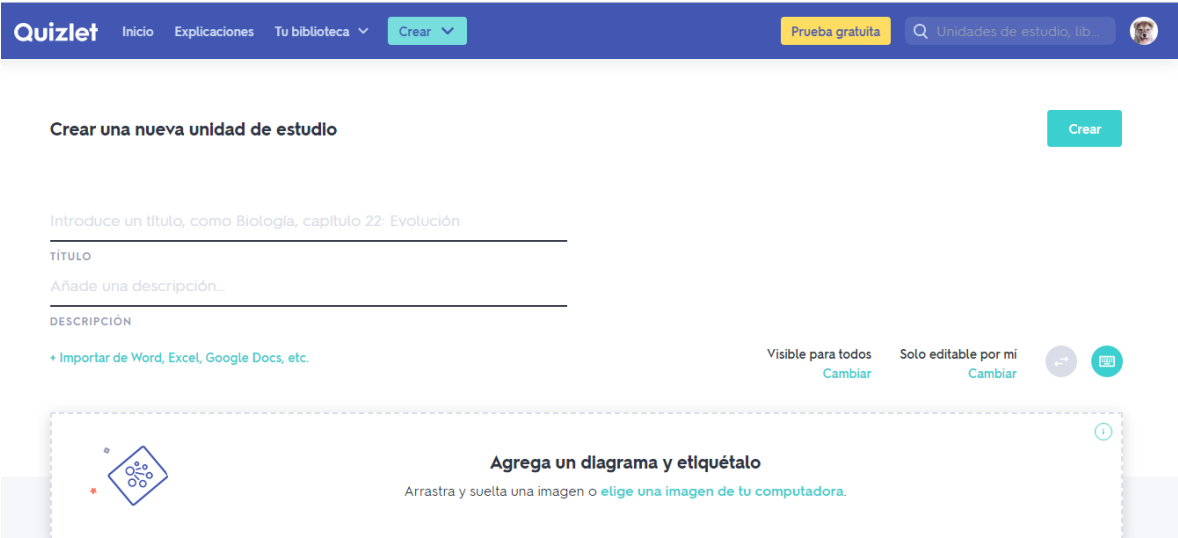 Quizlet Inicio Explicaciones Tu biblioteca Crear Prueba gratuita Unidades de estudio, lib...
Crear una nueva unidad de estudio Crear
Introduce un título, como Biología, capítulo 22: Evolución
TÍTULO
Añade una descripción...
DESCRIPCIÓN
+ Importar de Word, Excel, Google Docs, etc.
Visible para todos Solo editable por mí
Cambiar Cambiar
Agrega un diagrama y etiquétalo
Arrastra y suelta una imagen o elige una imagen de tu computadora.